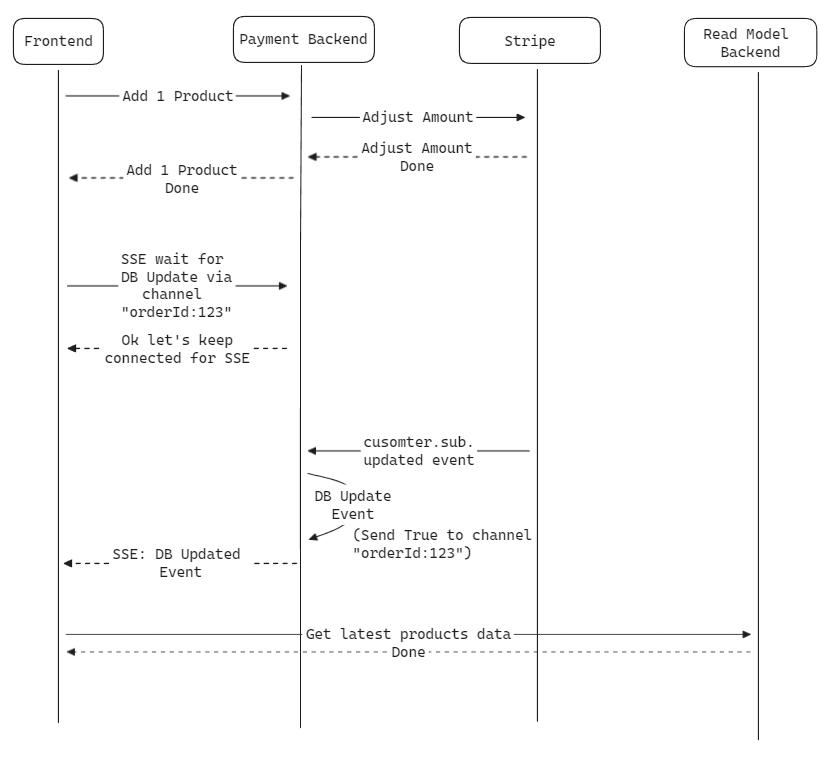 Frontend
Payment Backend
Stripe
Read Model
Backend
Add 1 Product
Adjust Amount
Adjust Amount
Done
Add 1 Product
Done
SSE wait for
DB Update via
channel
"orderId:123"
Ok let's keep
connected for SSE
cusomter.sub.
updated event
DB Update
Event
(Send True to channel
"orderId:123")
SSE: DB Updated
Event
Get latest products data
Done